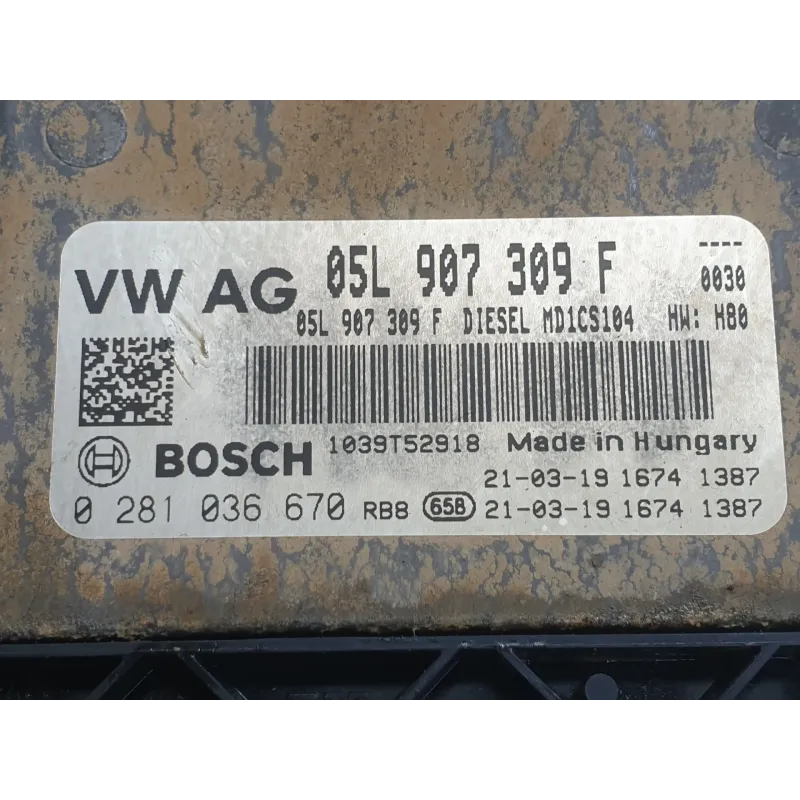 VW AG 05L 907 309 F ----
0030
05L 907 309 F DIESEL MD1CS104 HW: H80
BOSCH 1039T52918 Made in Hungary
21-03-19 1674 1387
0 281 036 670 RB8 658 21-03-19 1674 1387